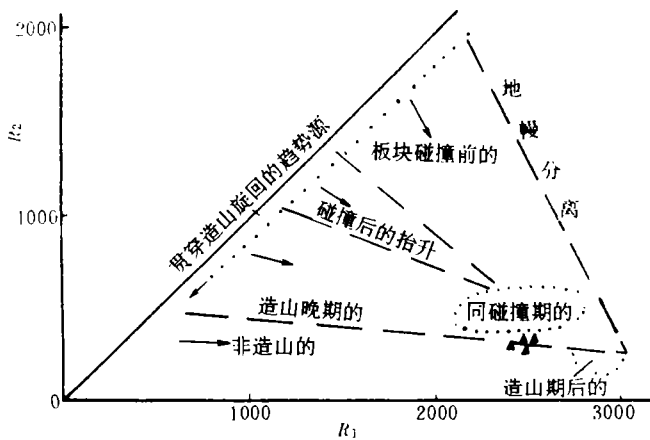 2000
地幔分离
R2
板块碰撞前的
贯穿造山旋回的趋势源
1000
碰撞后的抬升
造山晚期的
同碰撞期的
非造山的
造山期后的
0
1000
2000
3000
R1